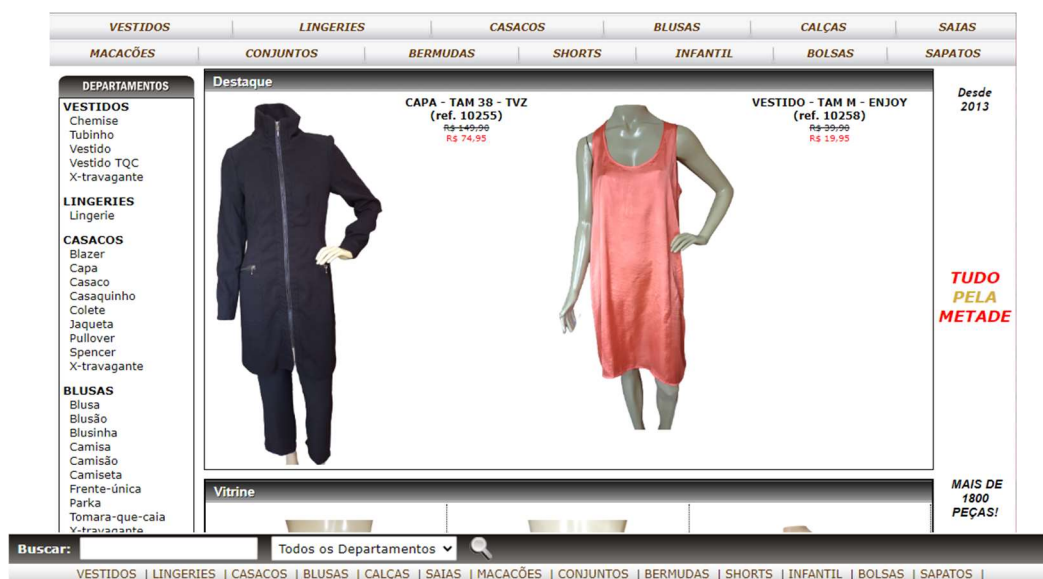 VESTIDOS | LINGERIES | CASACOS | BLUSAS | CALÇAS | SAIAS
MACACÕES | CONJUNTOS | BERMUDAS | SHORTS | INFANTIL | BOLSAS | SAPATOS
DEPARTAMENTOS
VESTIDOS
Chemise
Tubinho
Vestido
Vestido TQC
X-travagante
LINGERIES
Lingerie
CASACOS
Blazer
Capa
Casaco
Casaquinho
Colete
Jaqueta
Pullover
Spencer
X-travagante
BLUSAS
Blusa
Blusão
Blusinha
Camisa
Camisão
Camiseta
Frente-única
Parka
Tomara-que-caia
X-travagante
Destaque
CAPA - TAM 38 - TVZ
(ref. 10255)
R$ 149,90
R$ 74,95
VESTIDO - TAM M - ENJOY
(ref. 10258)
R$ 39,90
R$ 19,95
Vitrine
Desde
2013
TUDO
PELA
METADE
MAIS DE
1800
PEÇAS!
Buscar: Todos os Departamentos
VESTIDOS | LINGERIES | CASACOS | BLUSAS | CALÇAS | SAIAS | MACACÕES | CONJUNTOS | BERMUDAS | SHORTS | INFANTIL | BOLSAS | SAPATOS |